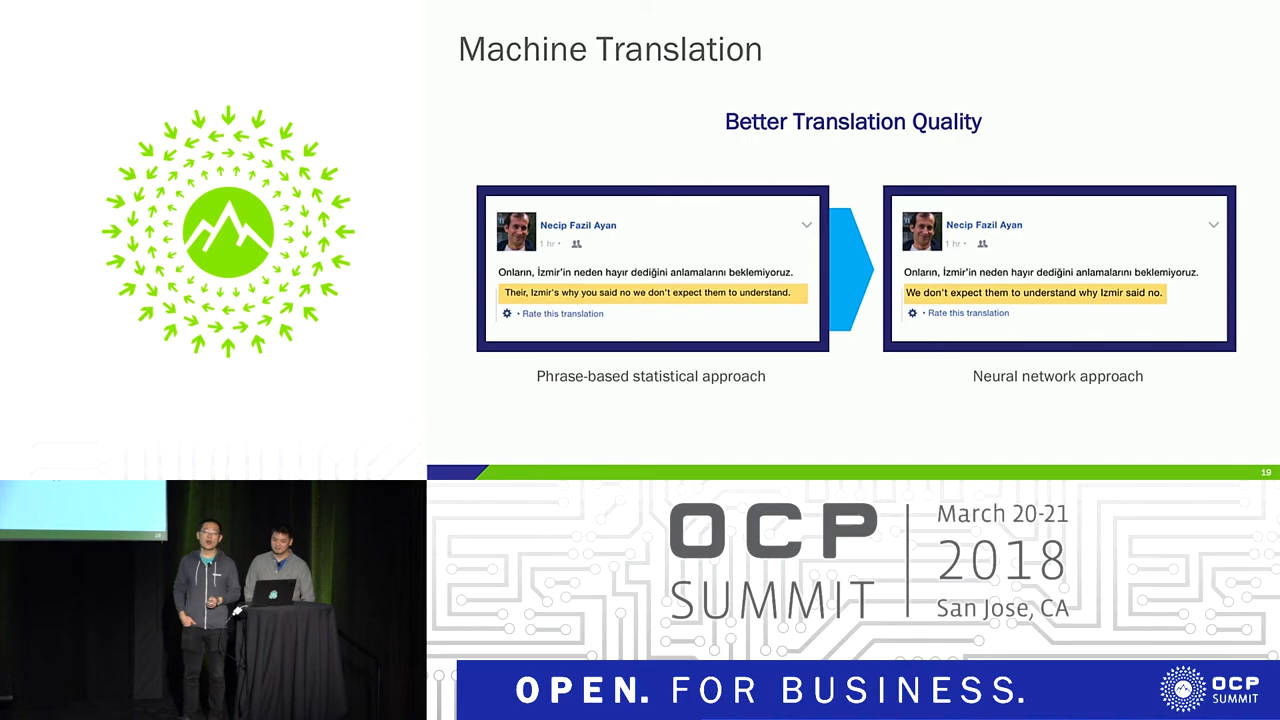 Machine Translation
Better Translation Quality
Necip Fazil Ayan
1 hr •
Onların, İzmir'in neden hayır dediğini anlamalarını beklemiyoruz.
Their, Izmir's why you said no we don't expect them to understand.
• Rate this translation
Phrase-based statistical approach
Necip Fazil Ayan
1 hr •
Onların, İzmir'in neden hayır dediğini anlamalarını beklemiyoruz.
We don't expect them to understand why Izmir said no.
• Rate this translation
Neural network approach
19
OCP
SUMMIT
March 20-21
2018
San Jose, CA
OPEN. FOR BUSINESS.
OCP
SUMMIT